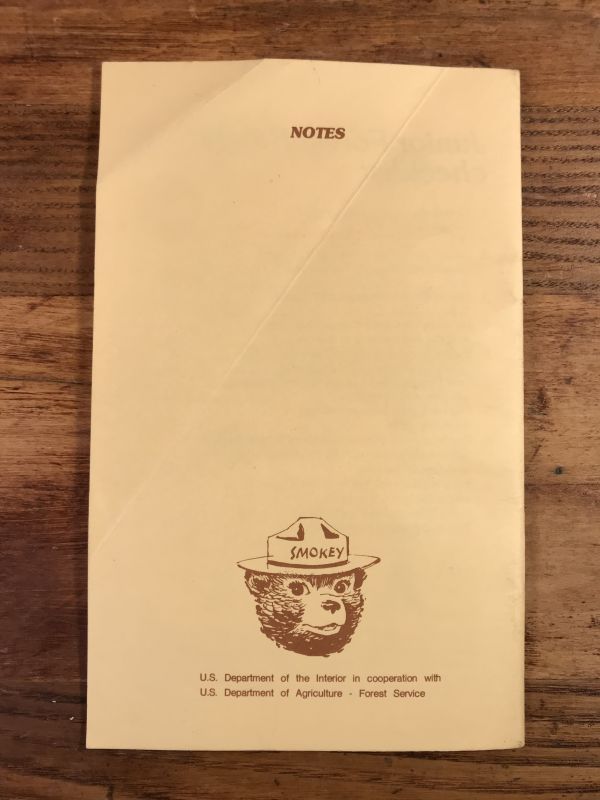 NOTES
SMOKEY
U.S. Department of the Interior in cooperation with
U.S. Department of Agriculture - Forest Service